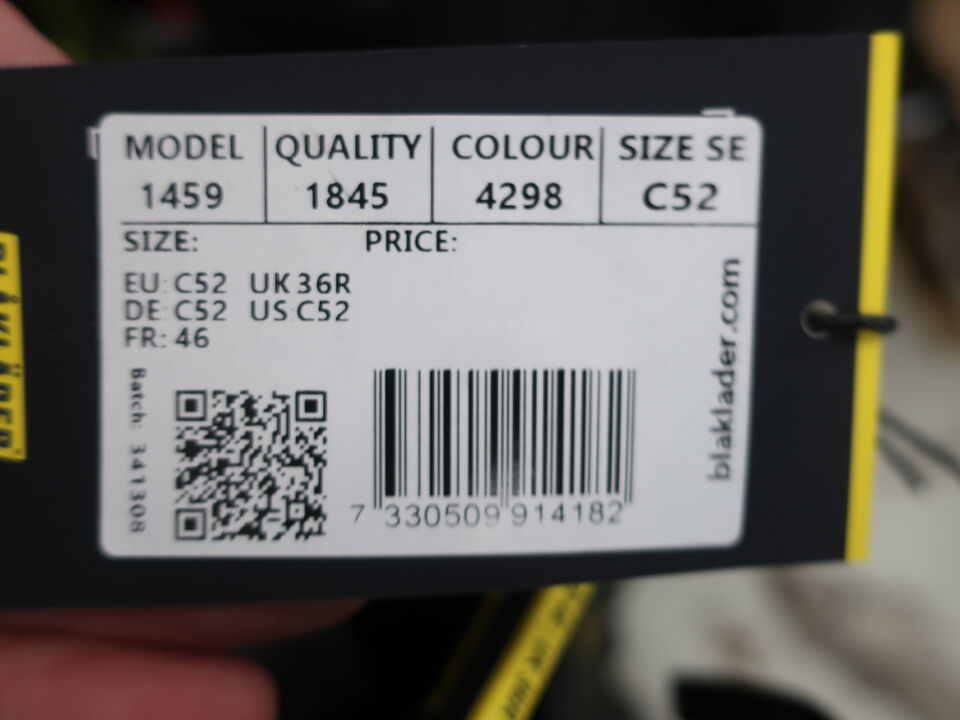 MODEL QUALITY COLOUR SIZE SE
1459 1845 4298 C52
SIZE: PRICE:
EU: C52 UK 36R
DE: C52 US: C52
FR: 46
Batch: 341308
7 330509 914182
blaklader.com
BLÅKLÄDER